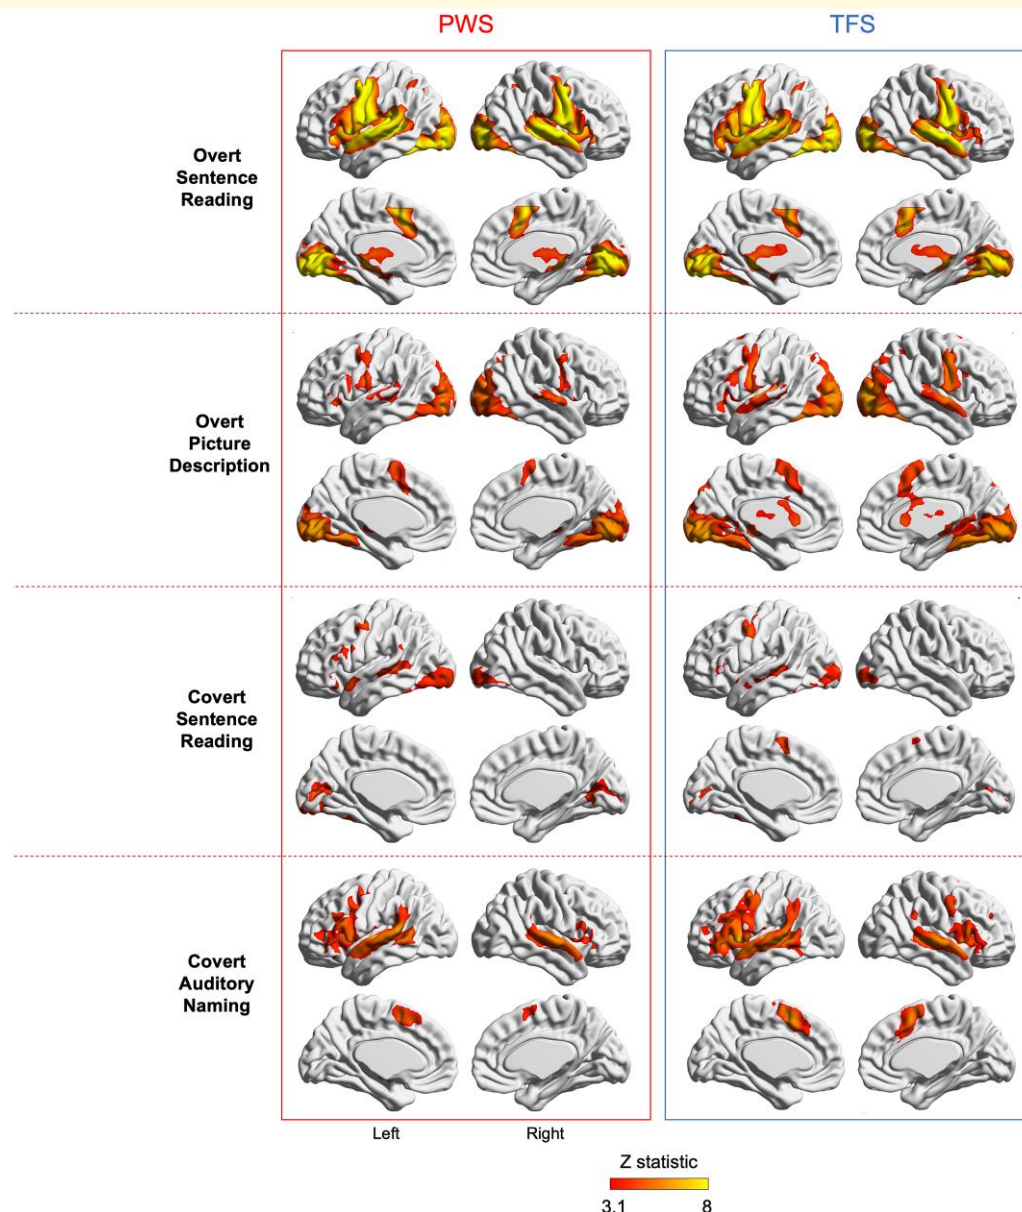 PWS
TFS
Overt
Sentence
Reading
Overt
Picture
Description
Covert
Sentence
Reading
Covert
Auditory
Naming
Left
Right
Z statistic
3.1
8